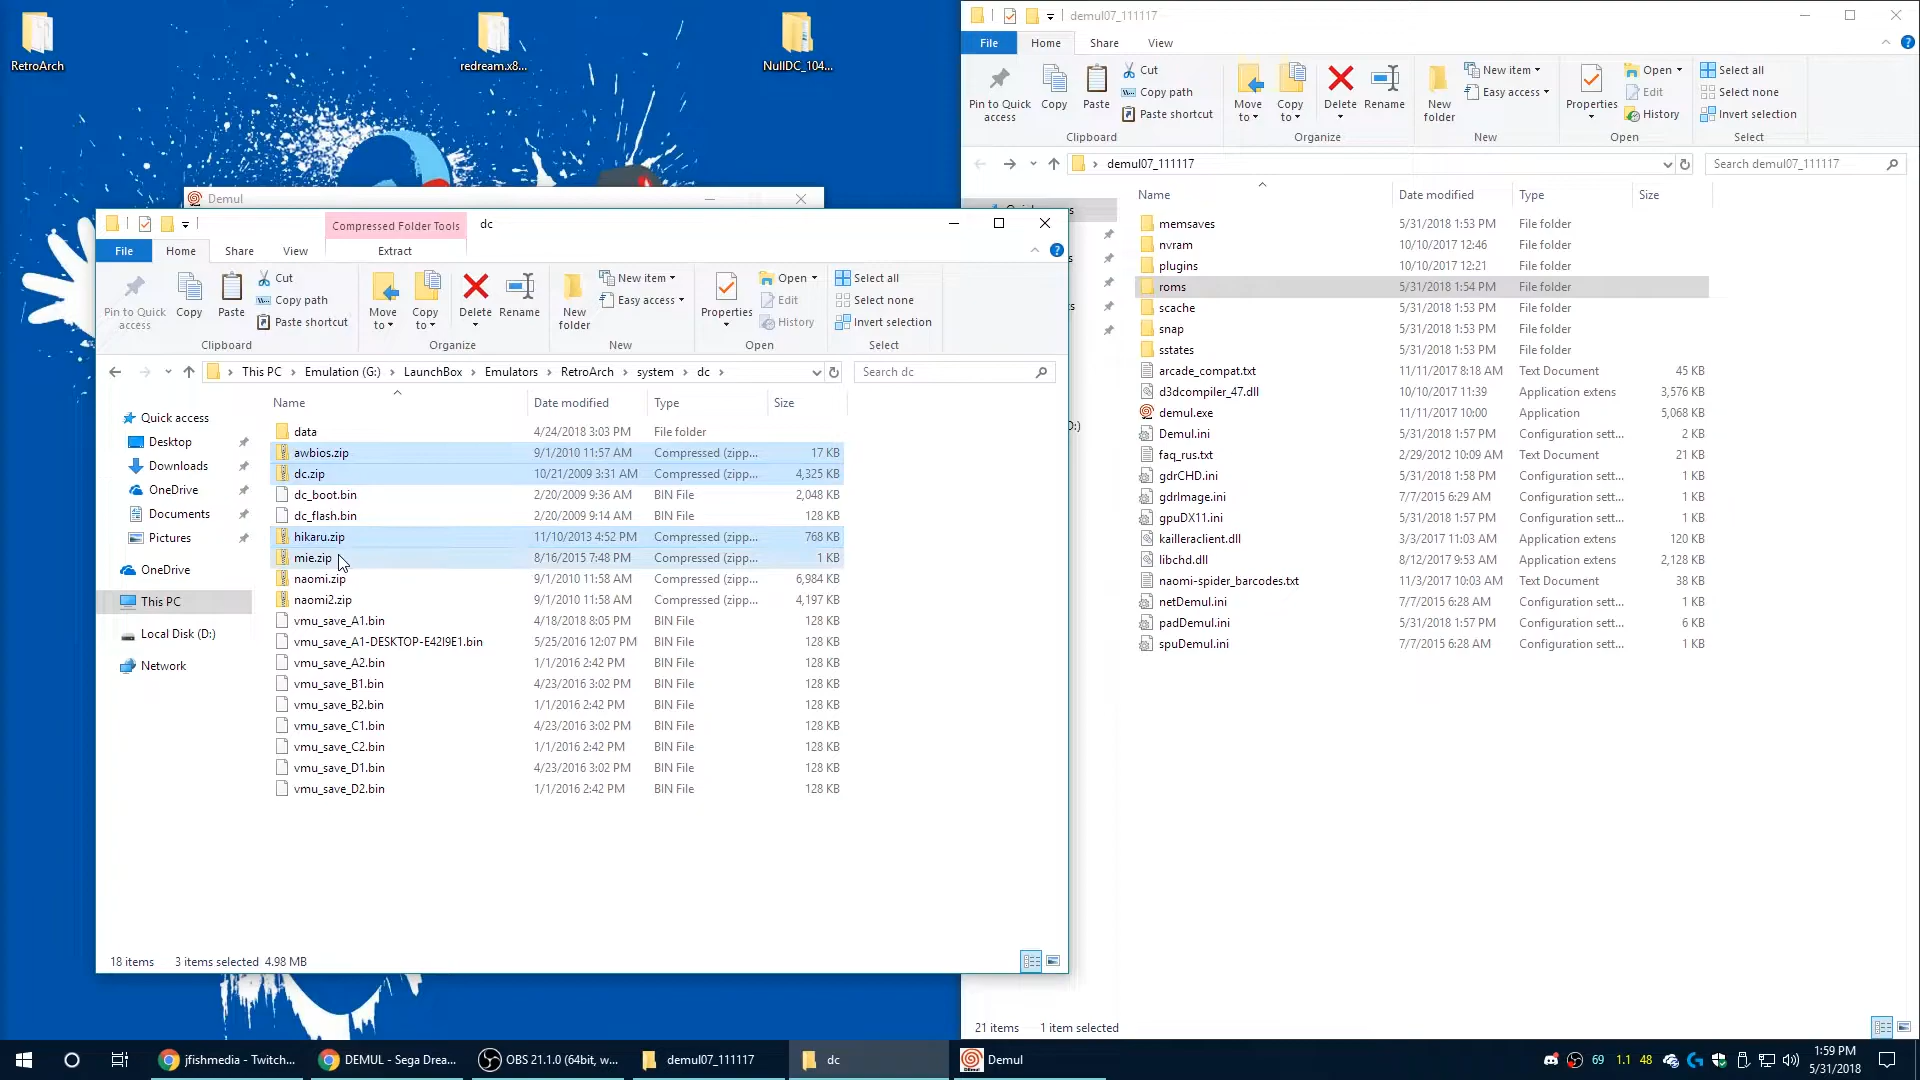 RetroArch
redream.x8...
NullDC_104...
demul07_111117
File
Home
Share
View
Pin to Quick access
Copy
Paste
Cut
Copy path
Paste shortcut
Clipboard
Move to
Copy to
Delete
Rename
Organize
New folder
New item
Easy access
New
Properties
Open
Edit
History
Open
Select all
Select none
Invert selection
Select
demul07_111117
Search demul07_111117
Name Date modified Type Size
memsaves 5/31/2018 1:53 PM File folder
nvram 10/10/2017 12:46 File folder
plugins 10/10/2017 12:21 File folder
roms 5/31/2018 1:54 PM File folder
scache 5/31/2018 1:53 PM File folder
snap 5/31/2018 1:53 PM File folder
sstates 5/31/2018 1:53 PM File folder
arcade_compat.txt 11/11/2017 8:18 AM Text Document 45 KB
d3dcompiler_47.dll 10/10/2017 11:39 Application extens 3,576 KB
demul.exe 11/11/2017 10:00 Application 5,068 KB
Demul.ini 5/31/2018 1:57 PM Configuration sett... 2 KB
faq_rus.txt 2/29/2012 10:09 AM Text Document 21 KB
gdrCHD.ini 5/31/2018 1:58 PM Configuration sett... 1 KB
gdrImage.ini 7/7/2015 6:29 AM Configuration sett... 1 KB
gpuDX11.ini 5/31/2018 1:57 PM Configuration sett... 1 KB
kailleraclient.dll 3/3/2017 11:03 AM Application extens 120 KB
libchd.dll 8/12/2017 9:53 AM Application extens 2,128 KB
naomi-spider_barcodes.txt 11/3/2017 10:03 AM Text Document 38 KB
netDemul.ini 7/7/2015 6:28 AM Configuration sett... 1 KB
padDemul.ini 5/31/2018 1:57 PM Configuration sett... 6 KB
spuDemul.ini 7/7/2015 6:28 AM Configuration sett... 1 KB
21 items 1 item selected
Demul
Compressed Folder Tools
dc
File
Home
Share
View
Extract
Pin to Quick access
Copy
Paste
Cut
Copy path
Paste shortcut
Clipboard
Move to
Copy to
Delete
Rename
Organize
New folder
New item
Easy access
New
Properties
Open
Edit
History
Open
Select all
Select none
Invert selection
Select
This PC › Emulation (G:) › LaunchBox › Emulators › RetroArch › system › dc ›
Search dc
Quick access
Desktop
Downloads
OneDrive
Documents
Pictures
OneDrive
This PC
Local Disk (D:)
Network
D:)
Name Date modified Type Size
data 4/24/2018 3:03 PM File folder
awbios.zip 9/1/2010 11:57 AM Compressed (zipp... 17 KB
dc.zip 10/21/2009 3:31 AM Compressed (zipp... 4,325 KB
dc_boot.bin 2/20/2009 9:36 AM BIN File 2,048 KB
dc_flash.bin 2/20/2009 9:14 AM BIN File 128 KB
hikaru.zip 11/10/2013 4:52 PM Compressed (zipp... 768 KB
mie.zip 8/16/2015 7:48 PM Compressed (zipp... 1 KB
naomi.zip 9/1/2010 11:58 AM Compressed (zipp... 6,984 KB
naomi2.zip 9/1/2010 11:58 AM Compressed (zipp... 4,197 KB
vmu_save_A1.bin 4/18/2018 8:05 PM BIN File 128 KB
vmu_save_A1-DESKTOP-E42I9E1.bin 5/25/2016 12:07 PM BIN File 128 KB
vmu_save_A2.bin 1/1/2016 2:42 PM BIN File 128 KB
vmu_save_B1.bin 4/23/2016 3:02 PM BIN File 128 KB
vmu_save_B2.bin 1/1/2016 2:42 PM BIN File 128 KB
vmu_save_C1.bin 4/23/2016 3:02 PM BIN File 128 KB
vmu_save_C2.bin 1/1/2016 2:42 PM BIN File 128 KB
vmu_save_D1.bin 4/23/2016 3:02 PM BIN File 128 KB
vmu_save_D2.bin 1/1/2016 2:42 PM BIN File 128 KB
18 items 3 items selected 4.98 MB
jfishmedia - Twitch...
DEMUL - Sega Drea...
OBS 21.1.0 (64bit, w...
demul07_111117
dc
Demul
69 1.1 48
1:59 PM
5/31/2018